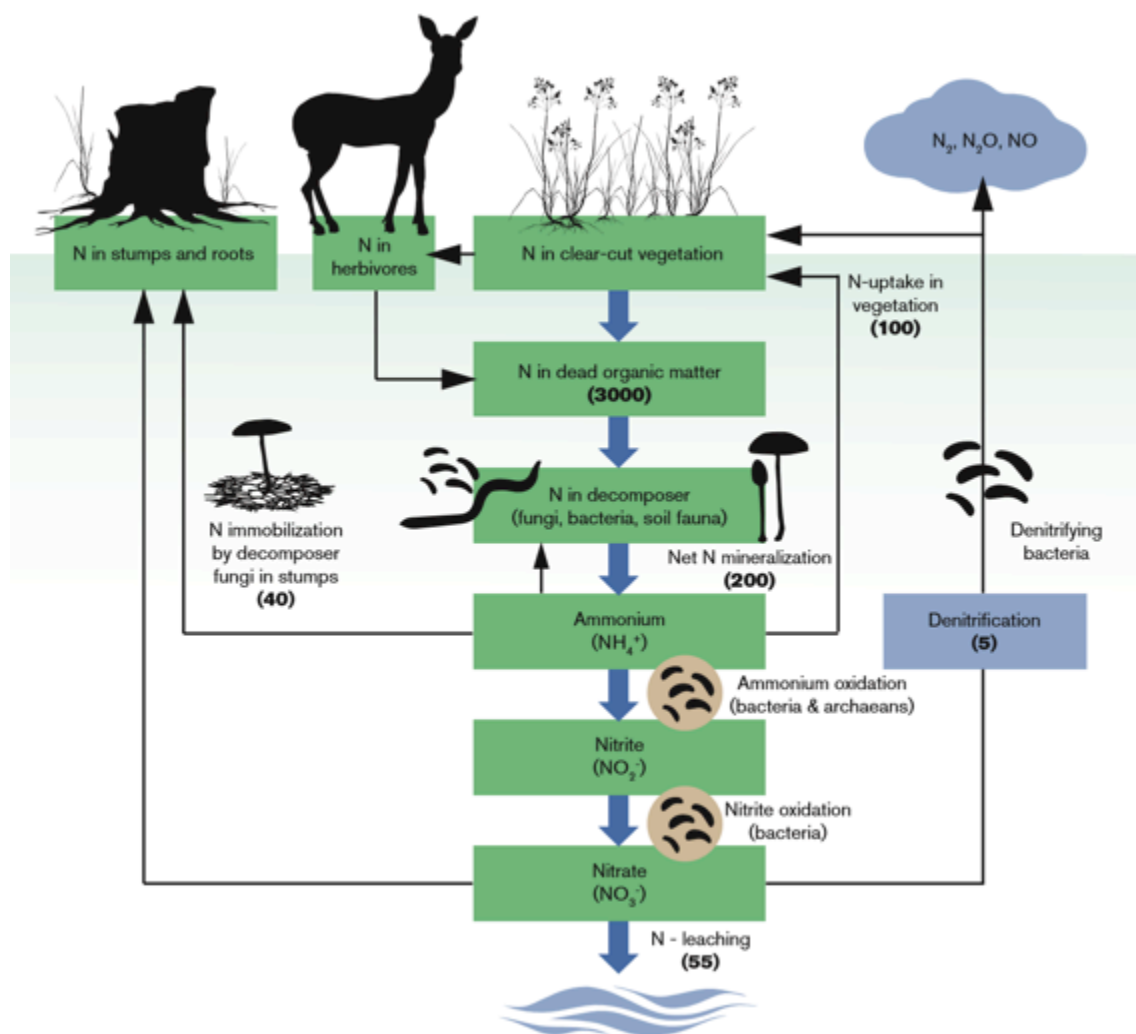 N₂, N₂O, NO
N in stumps and roots
N in
herbivores
N in clear-cut vegetation
N-uptake in
vegetation
(100)
N in dead organic matter
(3000)
N in decomposer
(fungi, bacteria, soil fauna)
N immobilization
by decomposer
fungi in stumps
(40)
Net N mineralization
(200)
Denitrifying
bacteria
Ammonium
(NH₄⁺)
Denitrification
(5)
Ammonium oxidation
(bacteria & archaeans)
Nitrite
(NO₂⁻)
Nitrite oxidation
(bacteria)
Nitrate
(NO₃⁻)
N - leaching
(55)